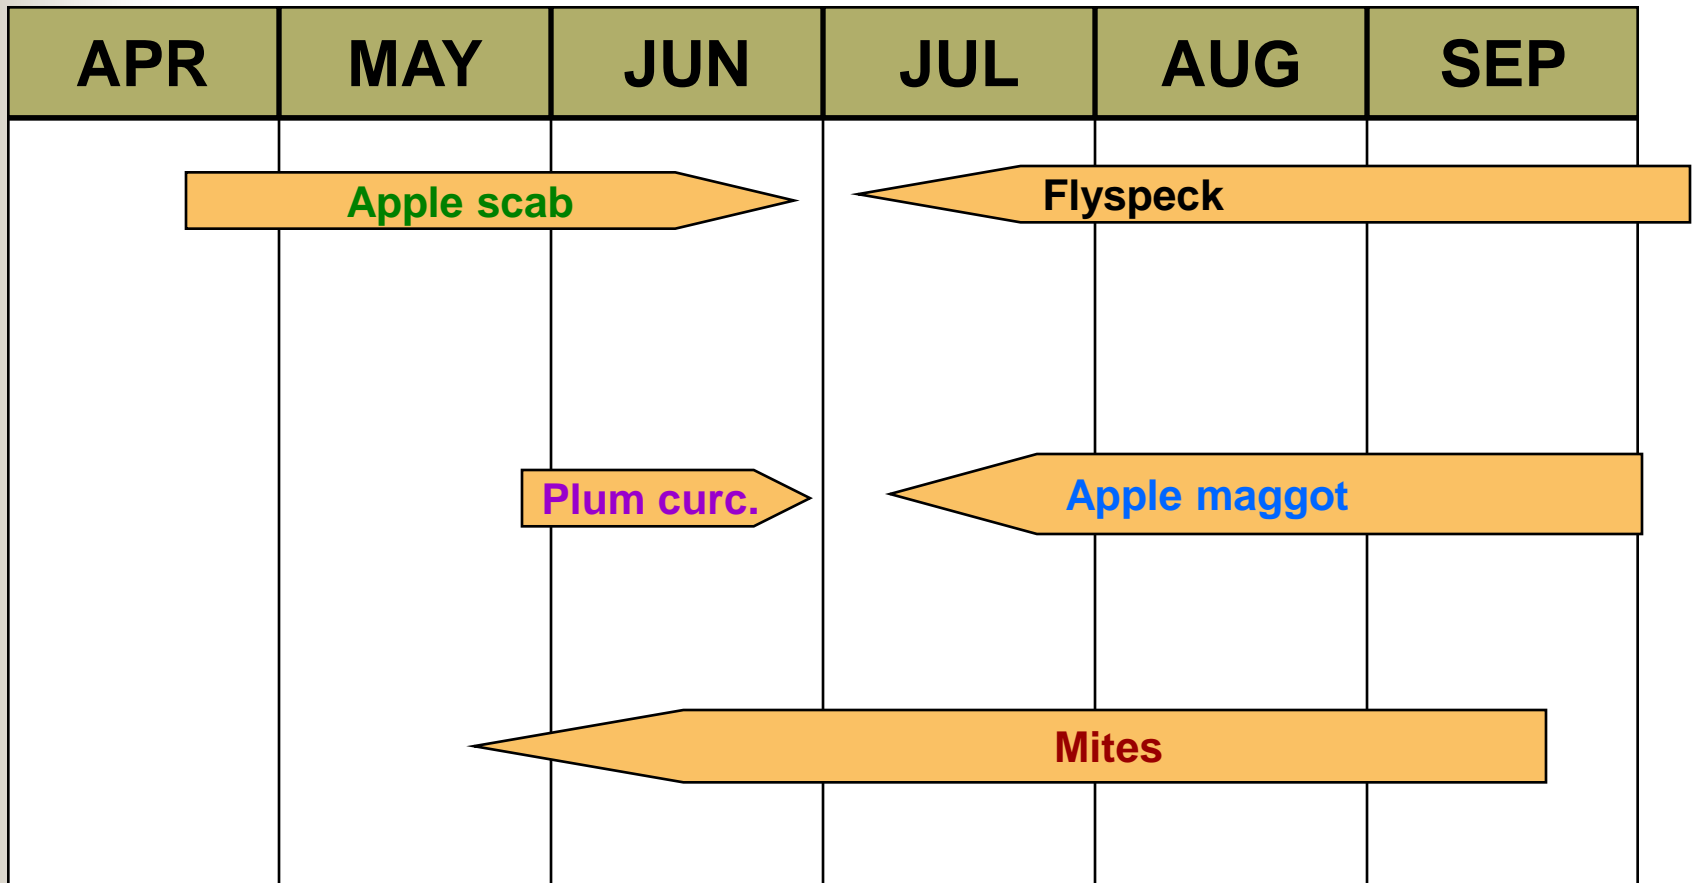 APR MAY JUN JUL AUG SEP
Apple scab
Flyspeck
Plum curc.
Apple maggot
Mites